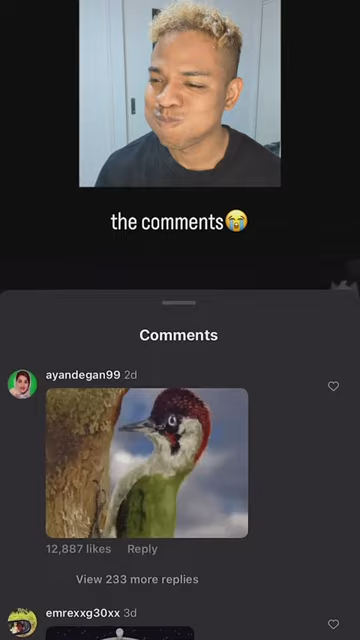 the comments😭
Comments
ayandegan99 2d
12,887 likes Reply
View 233 more replies
emrexxg30xx 3d